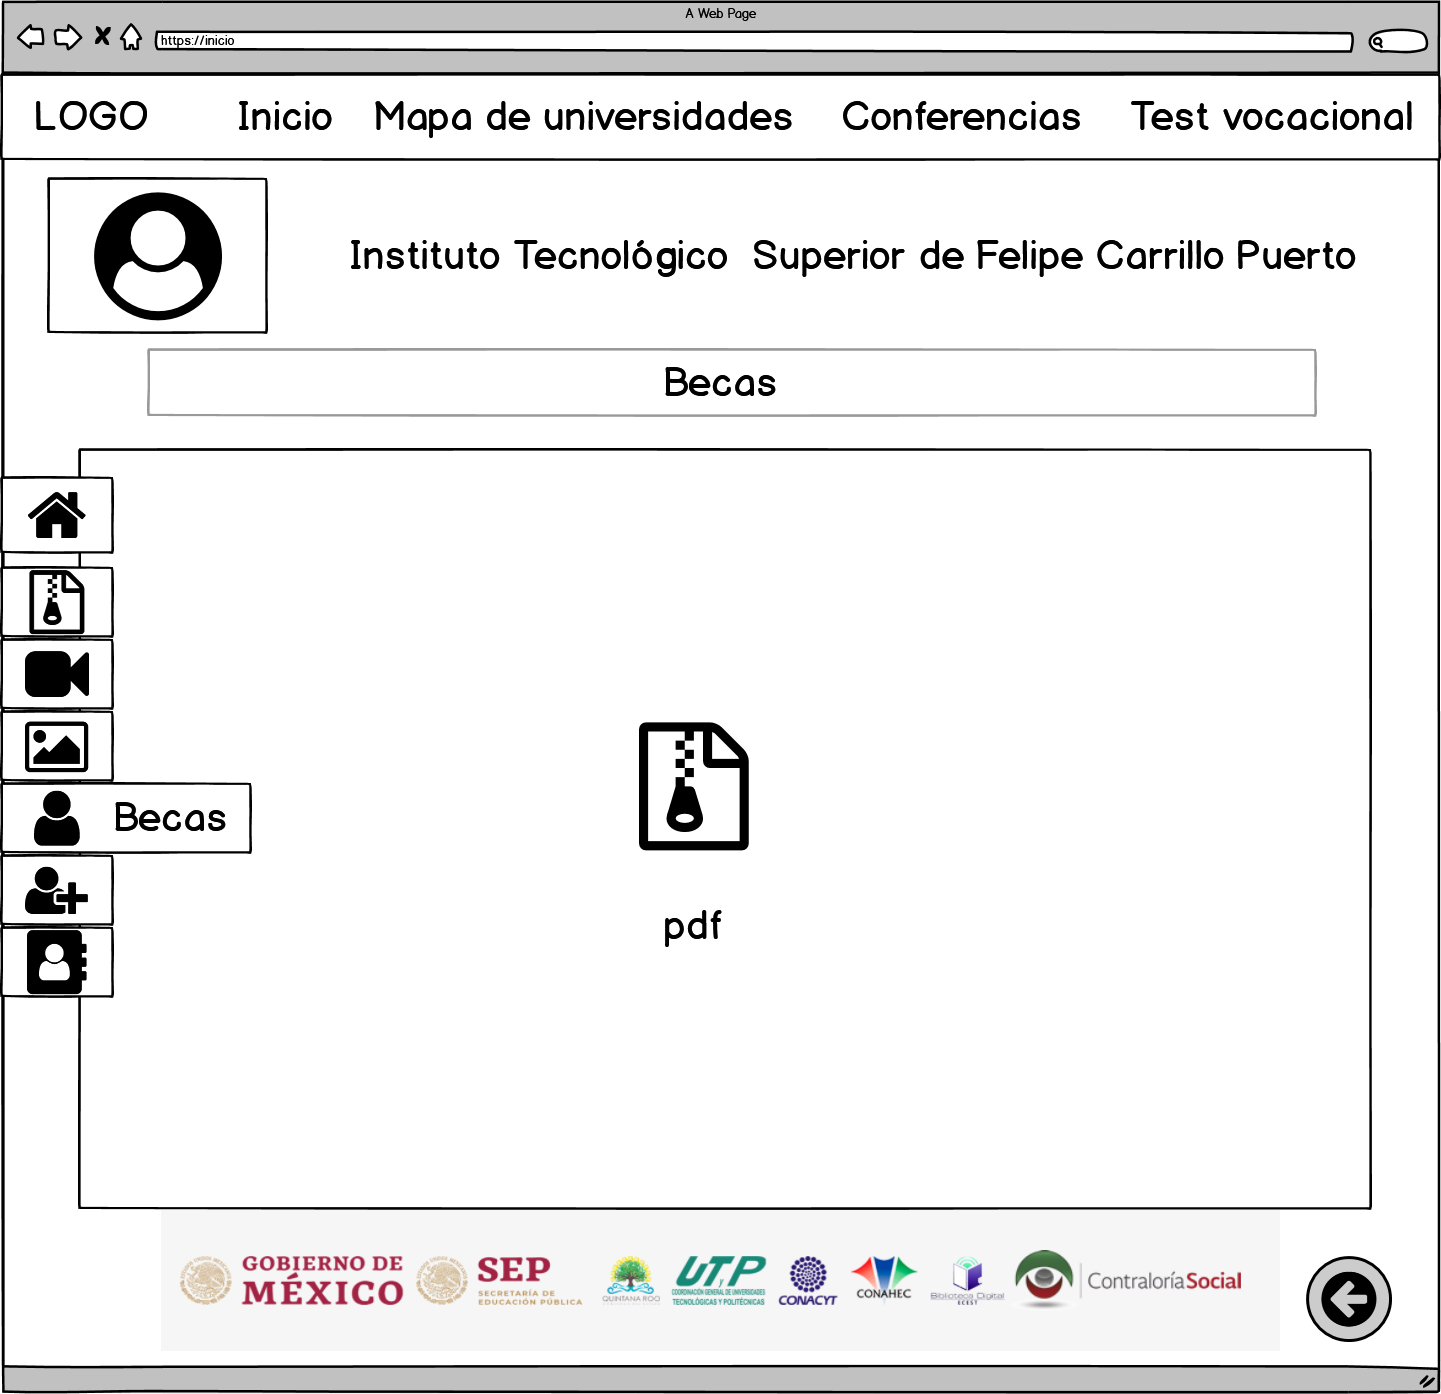 A Web Page
https://inicio
LOGO Inicio Mapa de universidades Conferencias Test vocacional
Instituto Tecnológico Superior de Felipe Carrillo Puerto
Becas
Becas
pdf
GOBIERNO DE
MÉXICO
SEP
SECRETARÍA DE
EDUCACIÓN PÚBLICA
QUINTANA ROO
UTP
y
COORDINACIÓN GENERAL DE UNIVERSIDADES
TECNOLÓGICAS Y POLITÉCNICAS
CONACYT
CONAHEC
Biblioteca Digital
ECEST
Contraloría Social